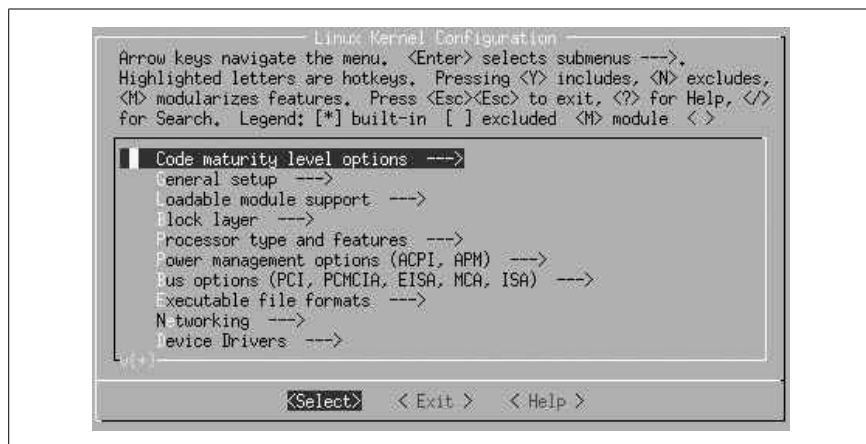 Linux Kernel Configuration
Arrow keys navigate the menu. <Enter> selects submenus --->.
Highlighted letters are hotkeys. Pressing <Y> includes, <N> excludes,
<M> modularizes features. Press <Esc><Esc> to exit, <?> for Help, </>
for Search. Legend: [*] built-in [ ] excluded <M> module < >
Code maturity level options --->
General setup --->
Loadable module support --->
Block layer --->
Processor type and features --->
Power management options (ACPI, APM) --->
Bus options (PCI, PCMCIA, EISA, MCA, ISA) --->
Executable file formats --->
Networking --->
Device Drivers --->
v(+)
<Select> < Exit > < Help >